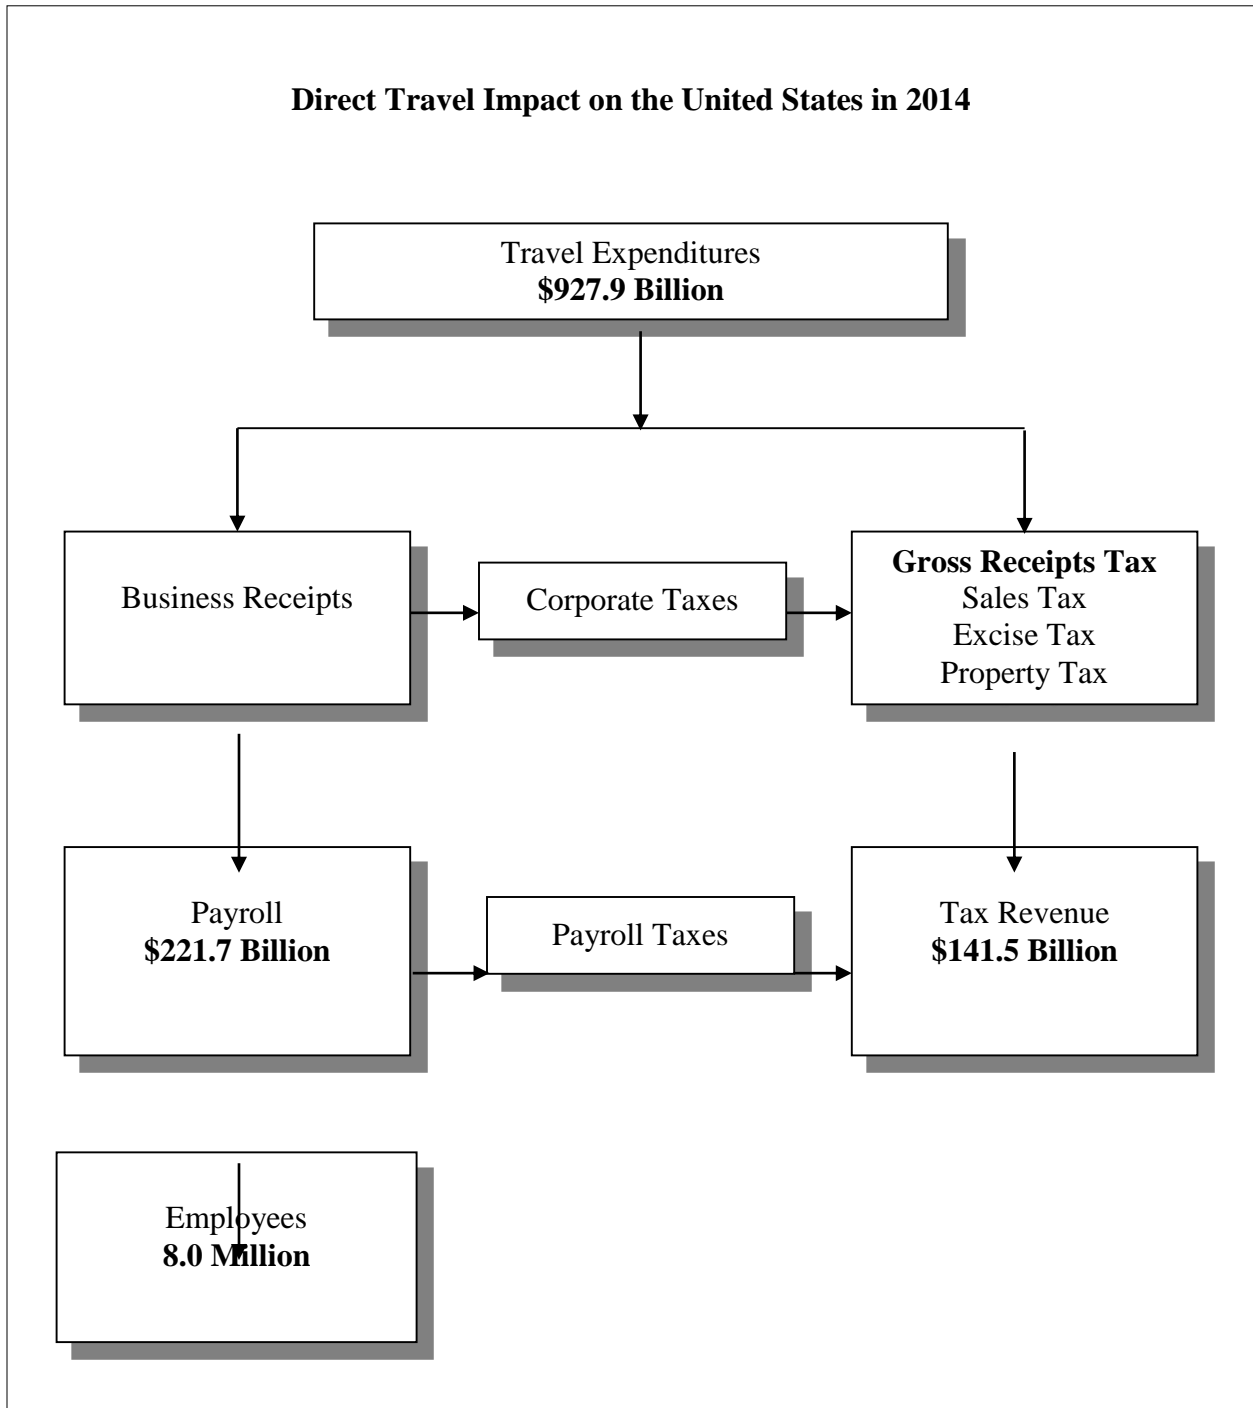 Direct Travel Impact on the United States in 2014
Travel Expenditures
$927.9 Billion
Business Receipts
Corporate Taxes
Gross Receipts Tax
Sales Tax
Excise Tax
Property Tax
Payroll
$221.7 Billion
Payroll Taxes
Tax Revenue
$141.5 Billion
Employees
8.0 Million